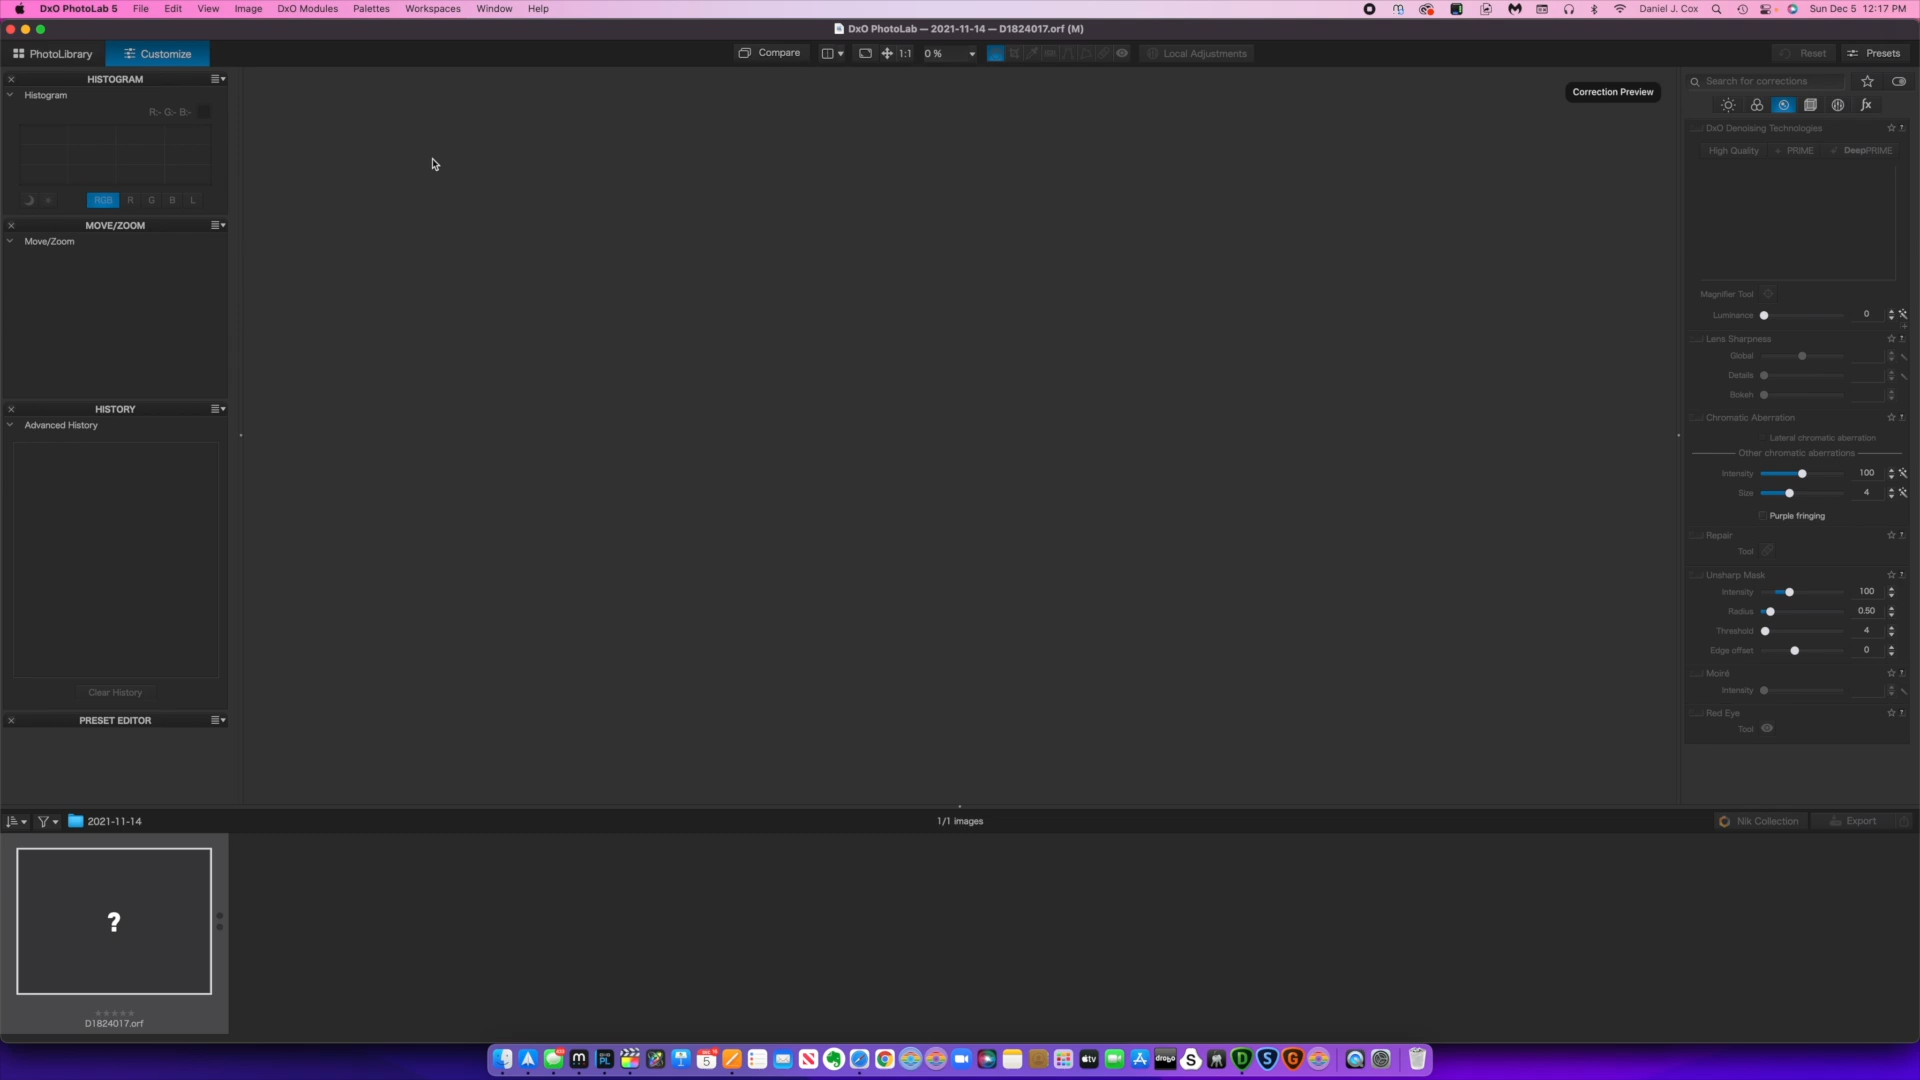 DxO PhotoLab 5 File Edit View Image DxO Modules Palettes Workspaces Window Help Daniel J. Cox Sun Dec 5 12:17 PM
DxO PhotoLab — 2021-11-14 — D1824017.orf (M)
PhotoLibrary Customize Compare 1:1 0 % Local Adjustments Reset Presets
HISTOGRAM
Histogram
R:- G:- B:-
RGB R G B L
MOVE/ZOOM
Move/Zoom
HISTORY
Advanced History
Clear History
PRESET EDITOR
Correction Preview
Search for corrections
fx
DxO Denoising Technologies
High Quality PRIME DeepPRIME
Magnifier Tool
Luminance 0
Lens Sharpness
Global
Details
Bokeh
Chromatic Aberration
Lateral chromatic aberration
Other chromatic aberrations
Intensity 100
Size 4
Purple fringing
Repair
Tool
Unsharp Mask
Intensity 100
Radius 0.50
Threshold 4
Edge offset 0
Moiré
Intensity
Red Eye
Tool
2021-11-14 1/1 images Nik Collection Export
?
D1824017.orf